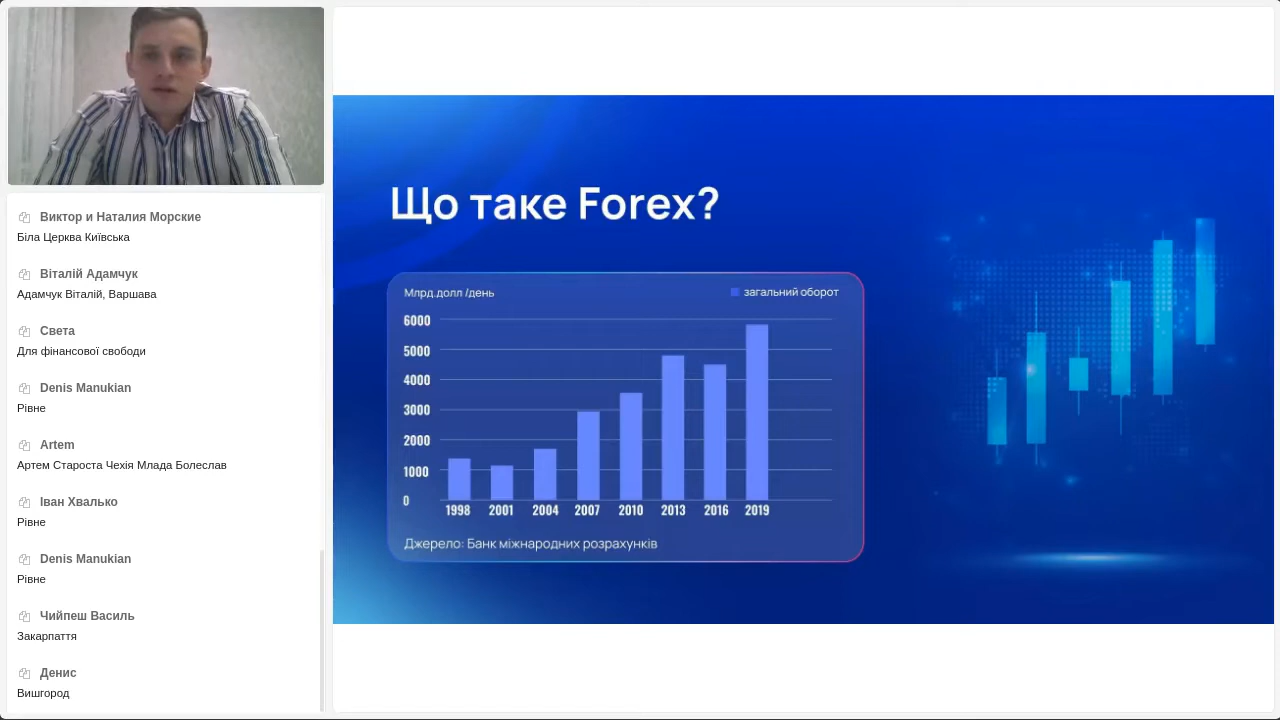 Виктор и Наталия Морские
Біла Церква Київська
Віталій Адамчук
Адамчук Віталій, Варшава
Света
Для фінансової свободи
Denis Manukian
Рівне
Artem
Артем Староста Чехія Млада Болеслав
Іван Хвалько
Рівне
Denis Manukian
Рівне
Чийпеш Василь
Закарпаття
Денис
Вишгород
Що таке Forex?
Млрд.долл /день
загальний оборот
6000
5000
4000
3000
2000
1000
0
1998 2001 2004 2007 2010 2013 2016 2019
Джерело: Банк міжнародних розрахунків